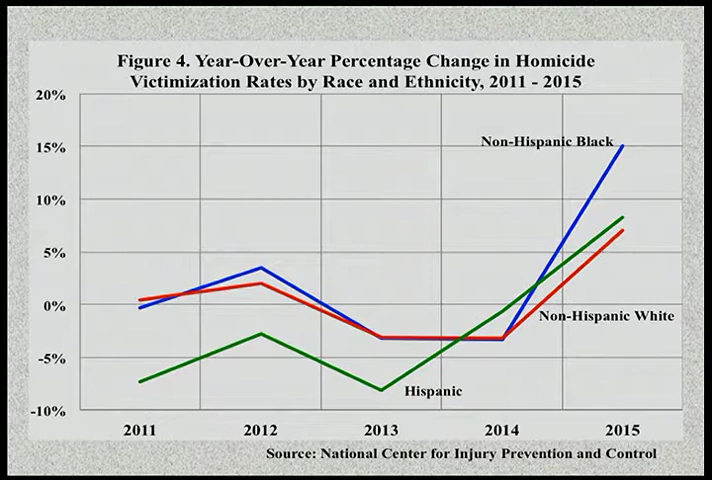 Figure 4. Year-Over-Year Percentage Change in Homicide
Victimization Rates by Race and Ethnicity, 2011 - 2015
20%
15%
10%
5%
0%
-5%
-10%
Non-Hispanic Black
Non-Hispanic White
Hispanic
2011 2012 2013 2014 2015
Source: National Center for Injury Prevention and Control